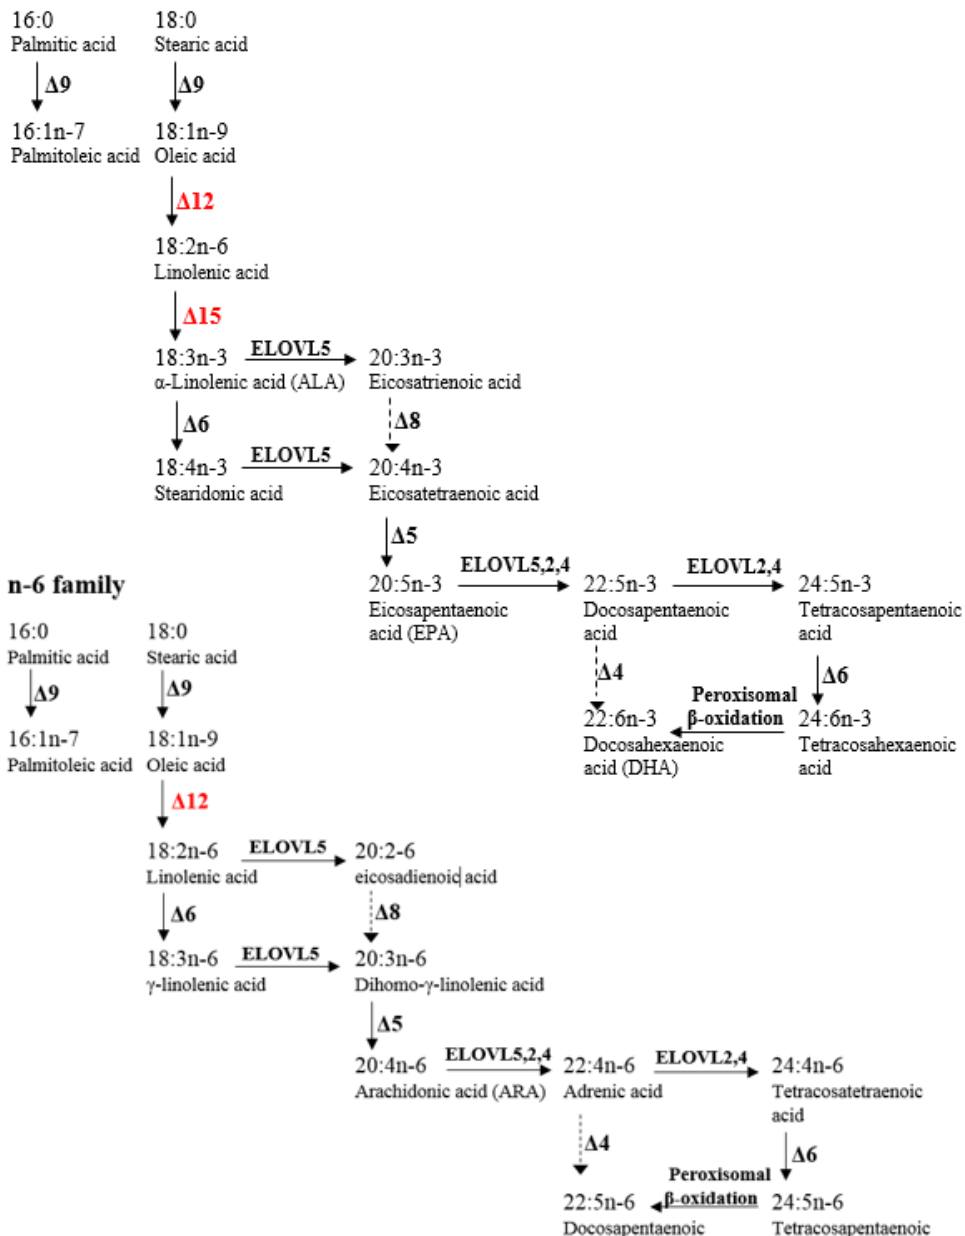 16:0 18:0
Palmitic acid Stearic acid
Δ9 Δ9
16:1n-7 18:1n-9
Palmitoleic acid Oleic acid
Δ12
18:2n-6
Linolenic acid
Δ15
18:3n-3 ELOVL5 20:3n-3
α-Linolenic acid (ALA) Eicosatrienoic acid
Δ6 Δ8
18:4n-3 ELOVL5 20:4n-3
Stearidonic acid Eicosatetraenoic acid
Δ5
20:5n-3 ELOVL5,2,4 22:5n-3 ELOVL2,4 24:5n-3
Eicosapentaenoic Docosapentaenoic Tetracosapentaenoic
acid (EPA) acid acid
Δ4 Δ6
Peroxisomal
β-oxidation
22:6n-3 24:6n-3
Docosahexaenoic Tetracosahexaenoic
acid (DHA) acid
n-6 family
16:0 18:0
Palmitic acid Stearic acid
Δ9 Δ9
16:1n-7 18:1n-9
Palmitoleic acid Oleic acid
Δ12
18:2n-6 ELOVL5 20:2-6
Linolenic acid eicosadienoic acid
Δ6 Δ8
18:3n-6 ELOVL5 20:3n-6
γ-linolenic acid Dihomo-γ-linolenic acid
Δ5
20:4n-6 ELOVL5,2,4 22:4n-6 ELOVL2,4 24:4n-6
Arachidonic acid (ARA) Adrenic acid Tetracosatetraenoic
acid
Δ4 Δ6
Peroxisomal
β-oxidation
22:5n-6 24:5n-6
Docosapentaenoic Tetracosapentaenoic